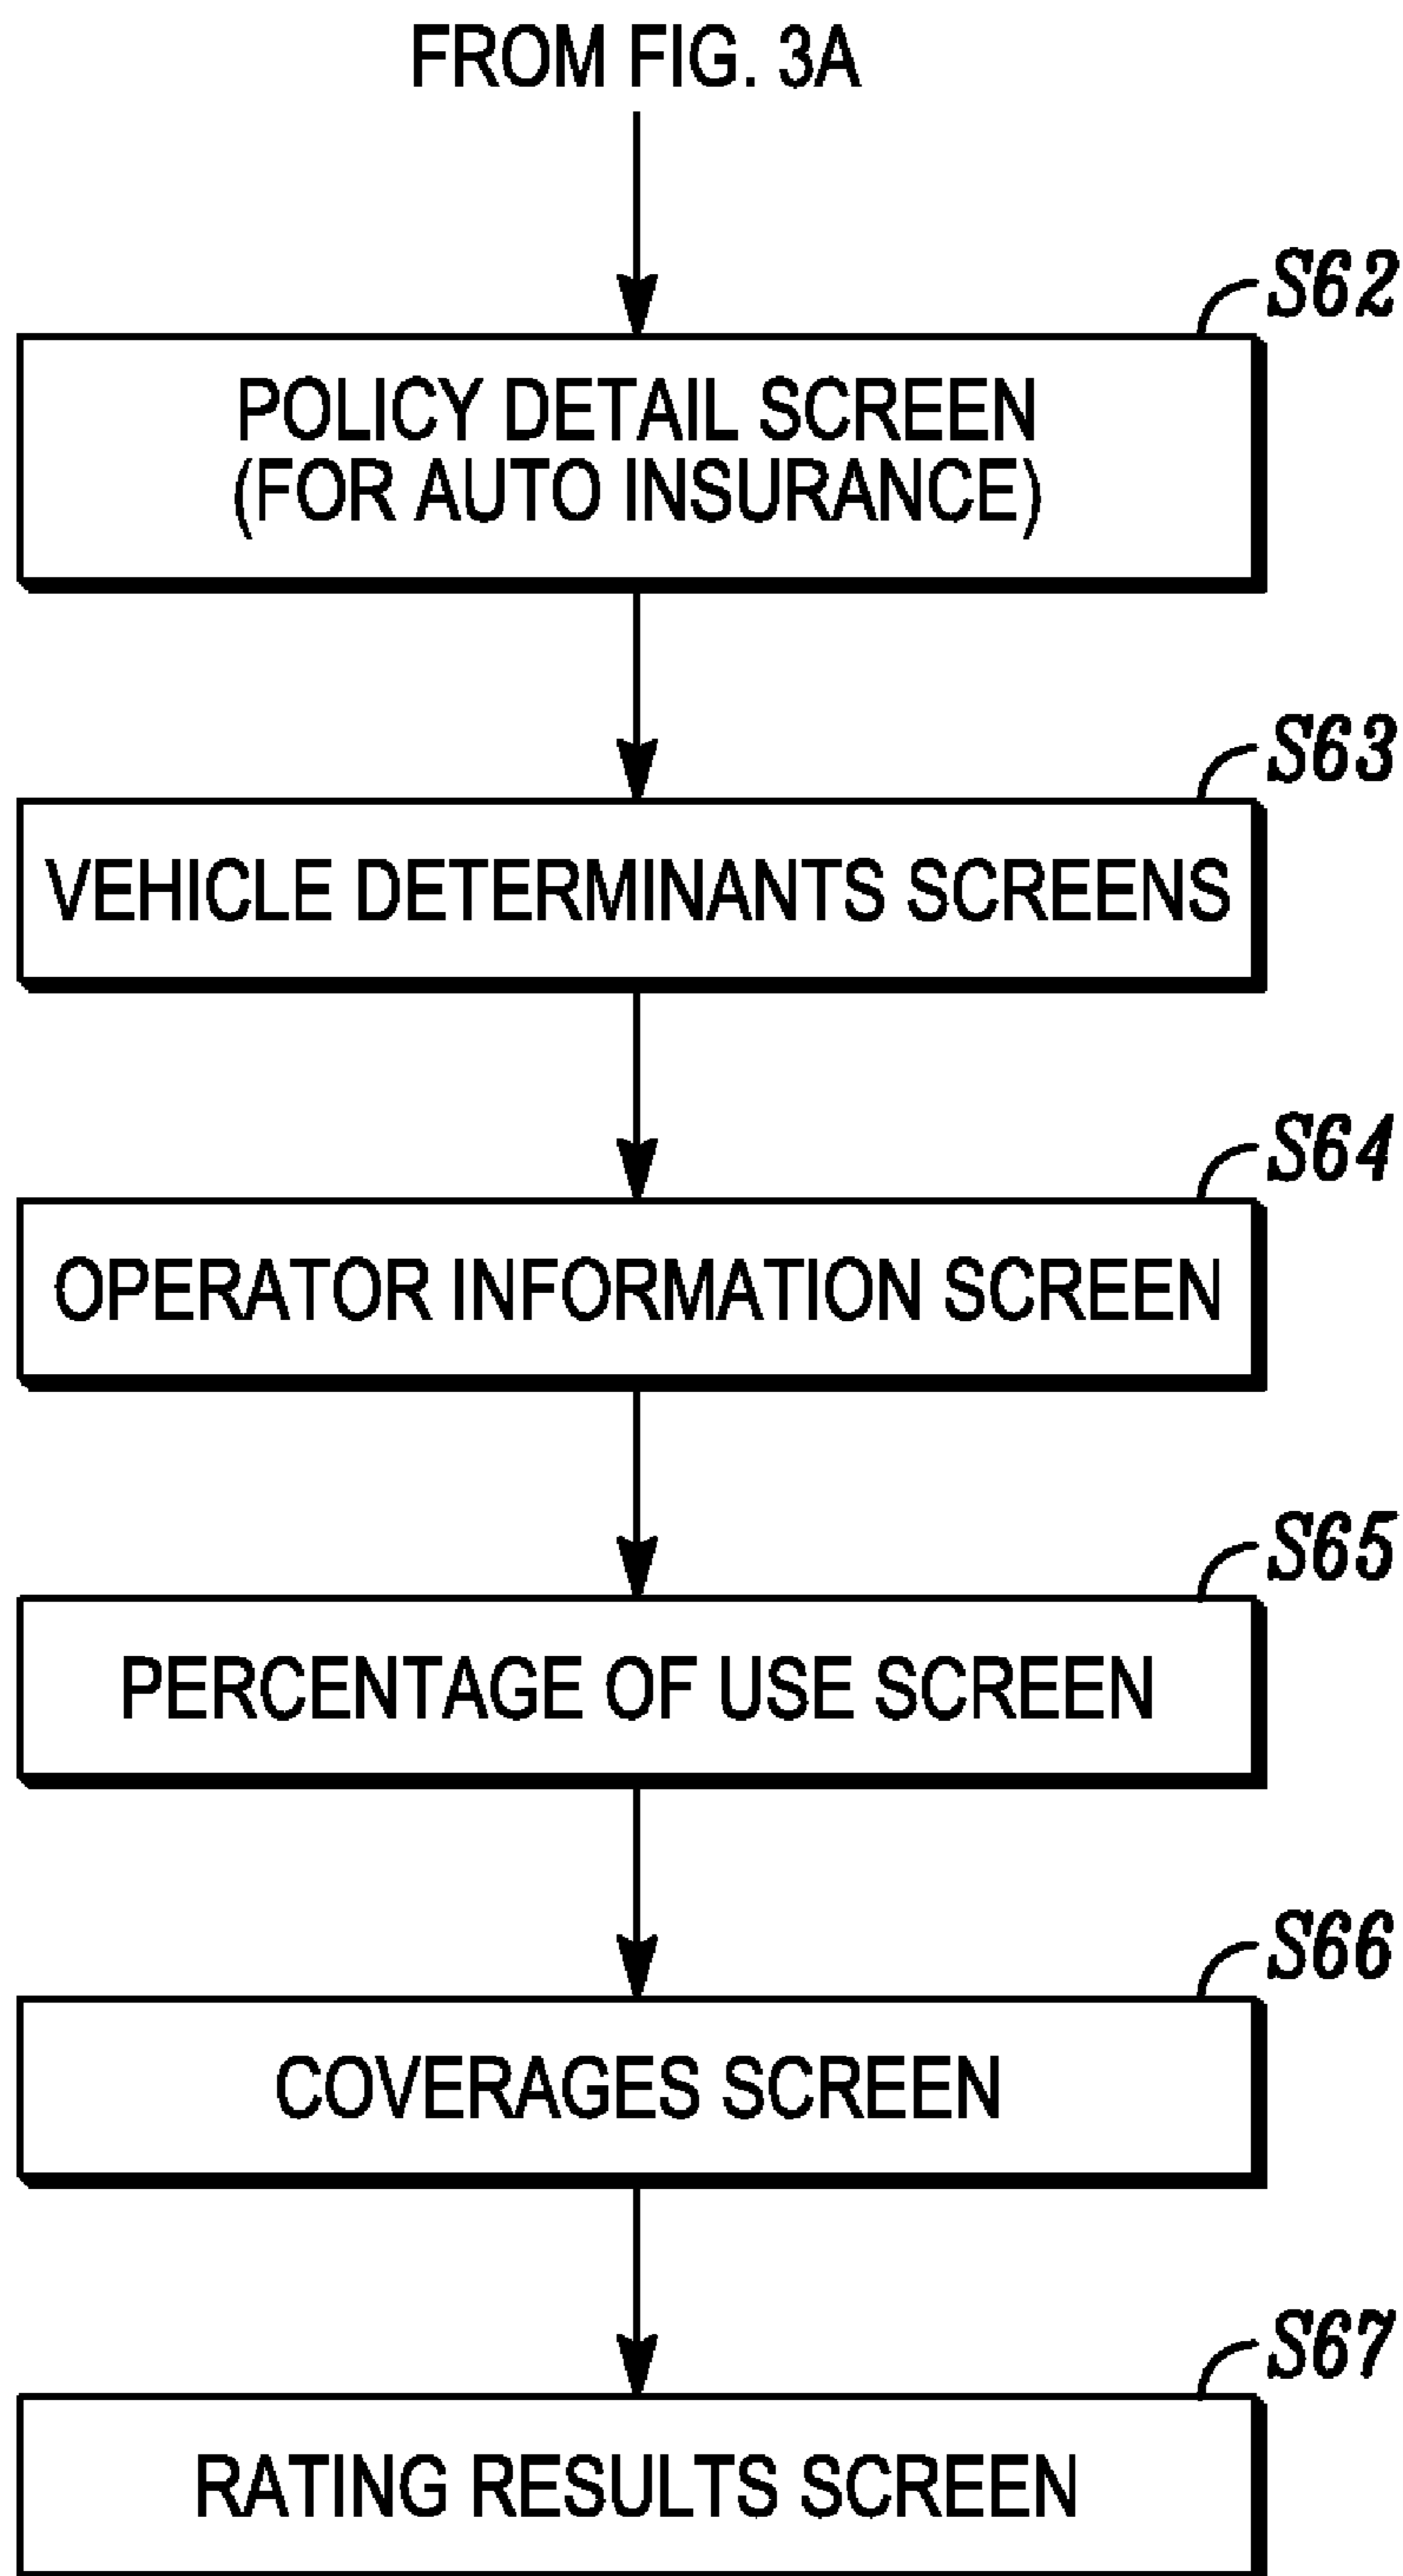 FROM FIG. 3A
S62
POLICY DETAIL SCREEN
(FOR AUTO INSURANCE)
S63
VEHICLE DETERMINANTS SCREENS
S64
OPERATOR INFORMATION SCREEN
S65
PERCENTAGE OF USE SCREEN
S66
COVERAGES SCREEN
S67
RATING RESULTS SCREEN